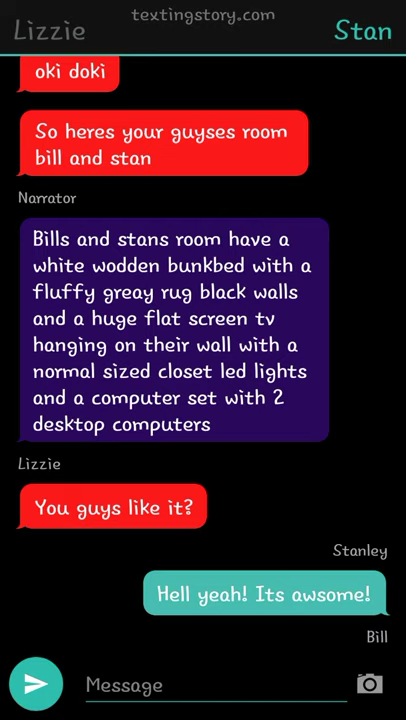 textingstory.com
Lizzie
Stan
oki doki
So heres your guyses room
bill and stan
Narrator
Bills and stans room have a
white wodden bunkbed with a
fluffy greay rug black walls
and a huge flat screen tv
hanging on their wall with a
normal sized closet led lights
and a computer set with 2
desktop computers
Lizzie
You guys like it?
Stanley
Hell yeah! Its awsome!
Bill
Message